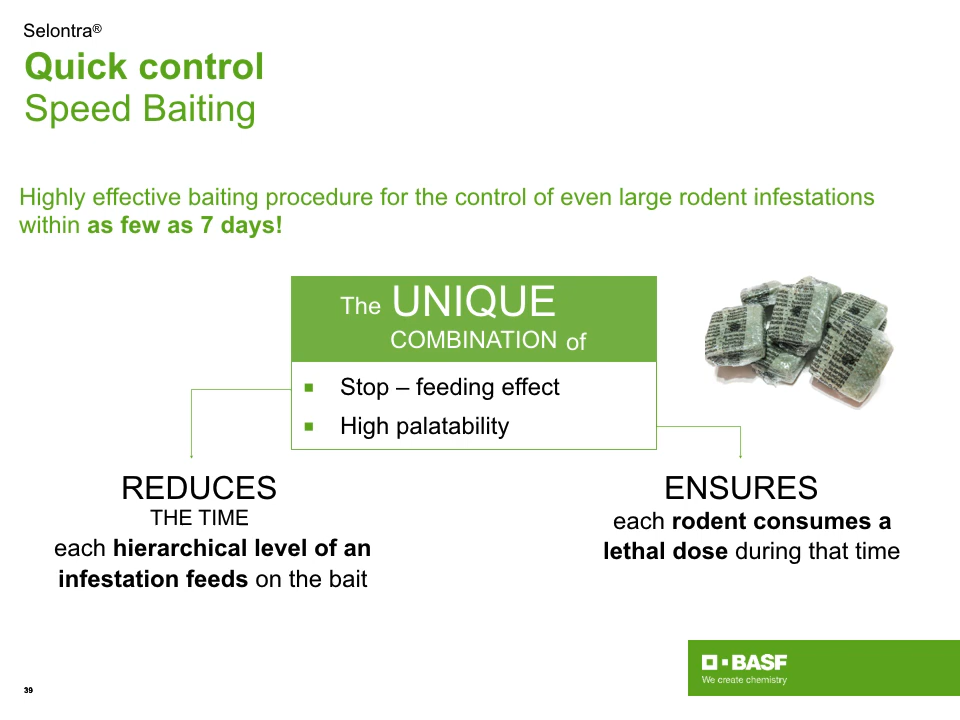 Selontra®
Quick control
Speed Baiting
Highly effective baiting procedure for the control of even large rodent infestations
within as few as 7 days!
The UNIQUE
COMBINATION of
▪ Stop – feeding effect
▪ High palatability
REDUCES
THE TIME
each hierarchical level of an
infestation feeds on the bait
ENSURES
each rodent consumes a
lethal dose during that time
BASF
We create chemistry
39